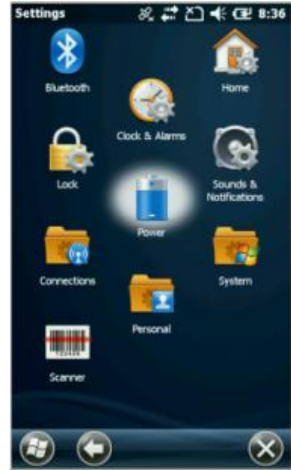 Settings 8:36
Bluetooth
Home
Clock & Alarms
Lock
Sounds &
Notifications
Power
Connections
System
Personal
Scanner